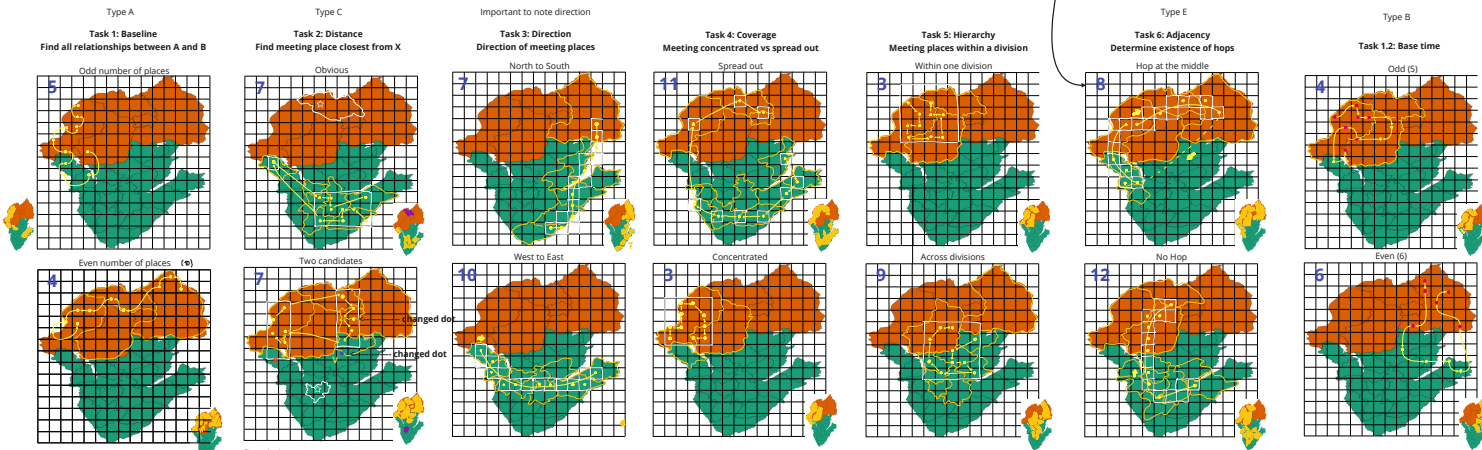 Type A
Task 1: Baseline
Find all relationships between A and B
Odd number of places
5
Even number of places (୭)
4
Type C
Task 2: Distance
Find meeting place closest from X
Obvious
7
Two candidates
7
changed dot
changed dot
Important to note direction
Task 3: Direction
Direction of meeting places
North to South
7
West to East
10
Task 4: Coverage
Meeting concentrated vs spread out
Spread out
11
Concentrated
3
Task 5: Hierarchy
Meeting places within a division
Within one division
3
Across divisions
9
Type E
Task 6: Adjacency
Determine existence of hops
Hop at the middle
8
No Hop
12
Type B
Task 1.2: Base time
Odd (5)
4
Even (6)
6